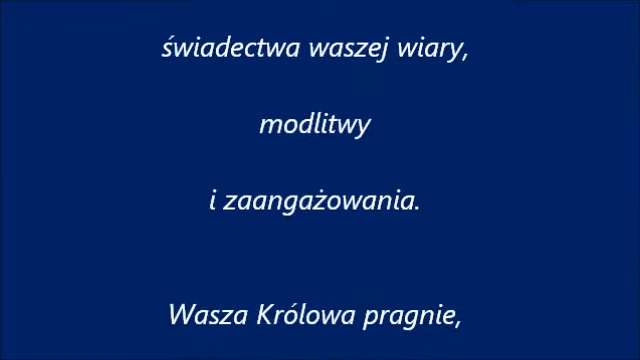 świadectwa waszej wiary,
modlitwy
i zaangażowania.
Wasza Królowa pragnie,